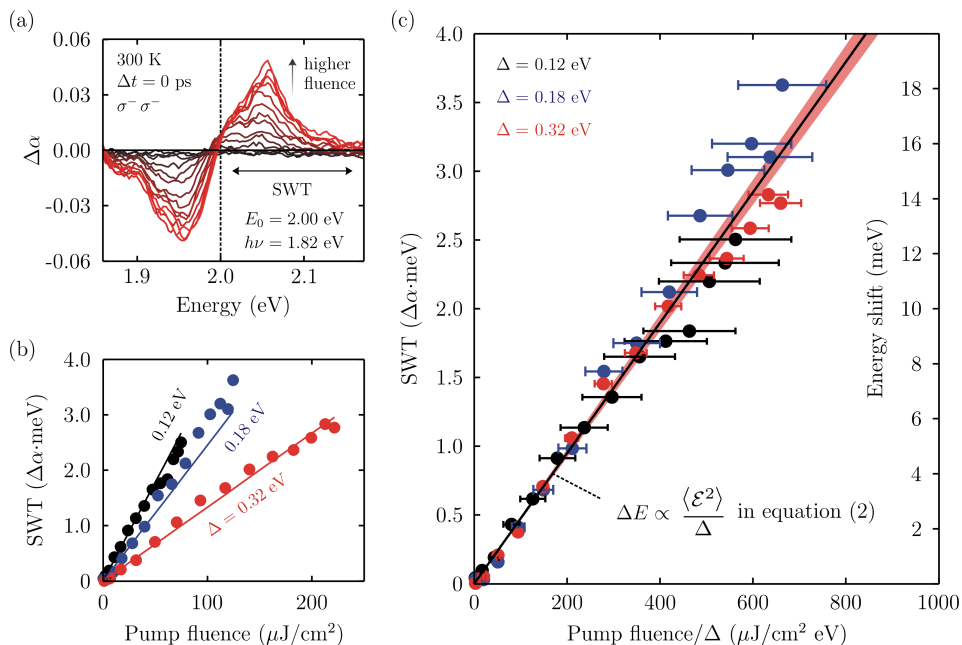 (a)
0.06
0.03
0.00
-0.03
-0.06
Δα
300 K
Δt = 0 ps
σ⁻ σ⁻
higher
fluence
SWT
E₀ = 2.00 eV
hν = 1.82 eV
1.9
2.0
2.1
Energy (eV)
(b)
4.0
3.0
2.0
1.0
0
SWT (Δα·meV)
0.12 eV
0.18 eV
Δ = 0.32 eV
0
100
200
Pump fluence (μJ/cm²)
(c)
4.0
3.5
3.0
2.5
2.0
1.5
1.0
0.5
0
SWT (Δα·meV)
Δ = 0.12 eV
Δ = 0.18 eV
Δ = 0.32 eV
18
16
14
12
10
8
6
4
2
Energy shift (meV)
ΔE ∝ ⟨ℰ²⟩/Δ in equation (2)
0
200
400
600
800
1000
Pump fluence/Δ (μJ/cm² eV)